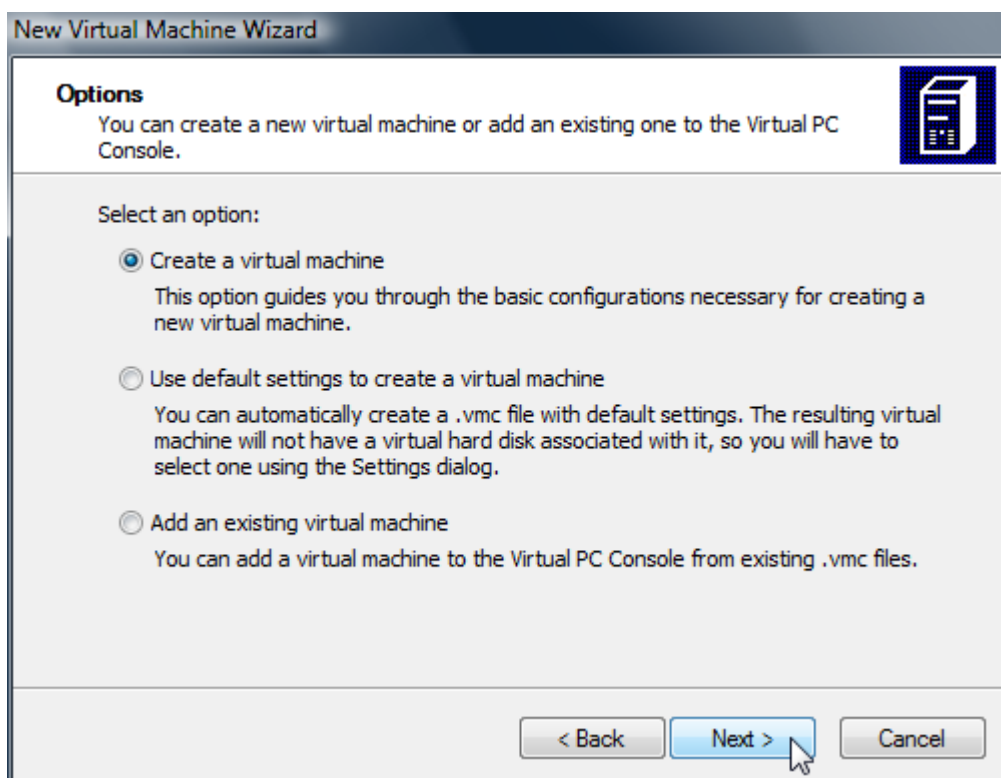 New Virtual Machine Wizard
Options
You can create a new virtual machine or add an existing one to the Virtual PC
Console.
Select an option:
Create a virtual machine
This option guides you through the basic configurations necessary for creating a
new virtual machine.
Use default settings to create a virtual machine
You can automatically create a .vmc file with default settings. The resulting virtual
machine will not have a virtual hard disk associated with it, so you will have to
select one using the Settings dialog.
Add an existing virtual machine
You can add a virtual machine to the Virtual PC Console from existing .vmc files.
< Back Next > Cancel